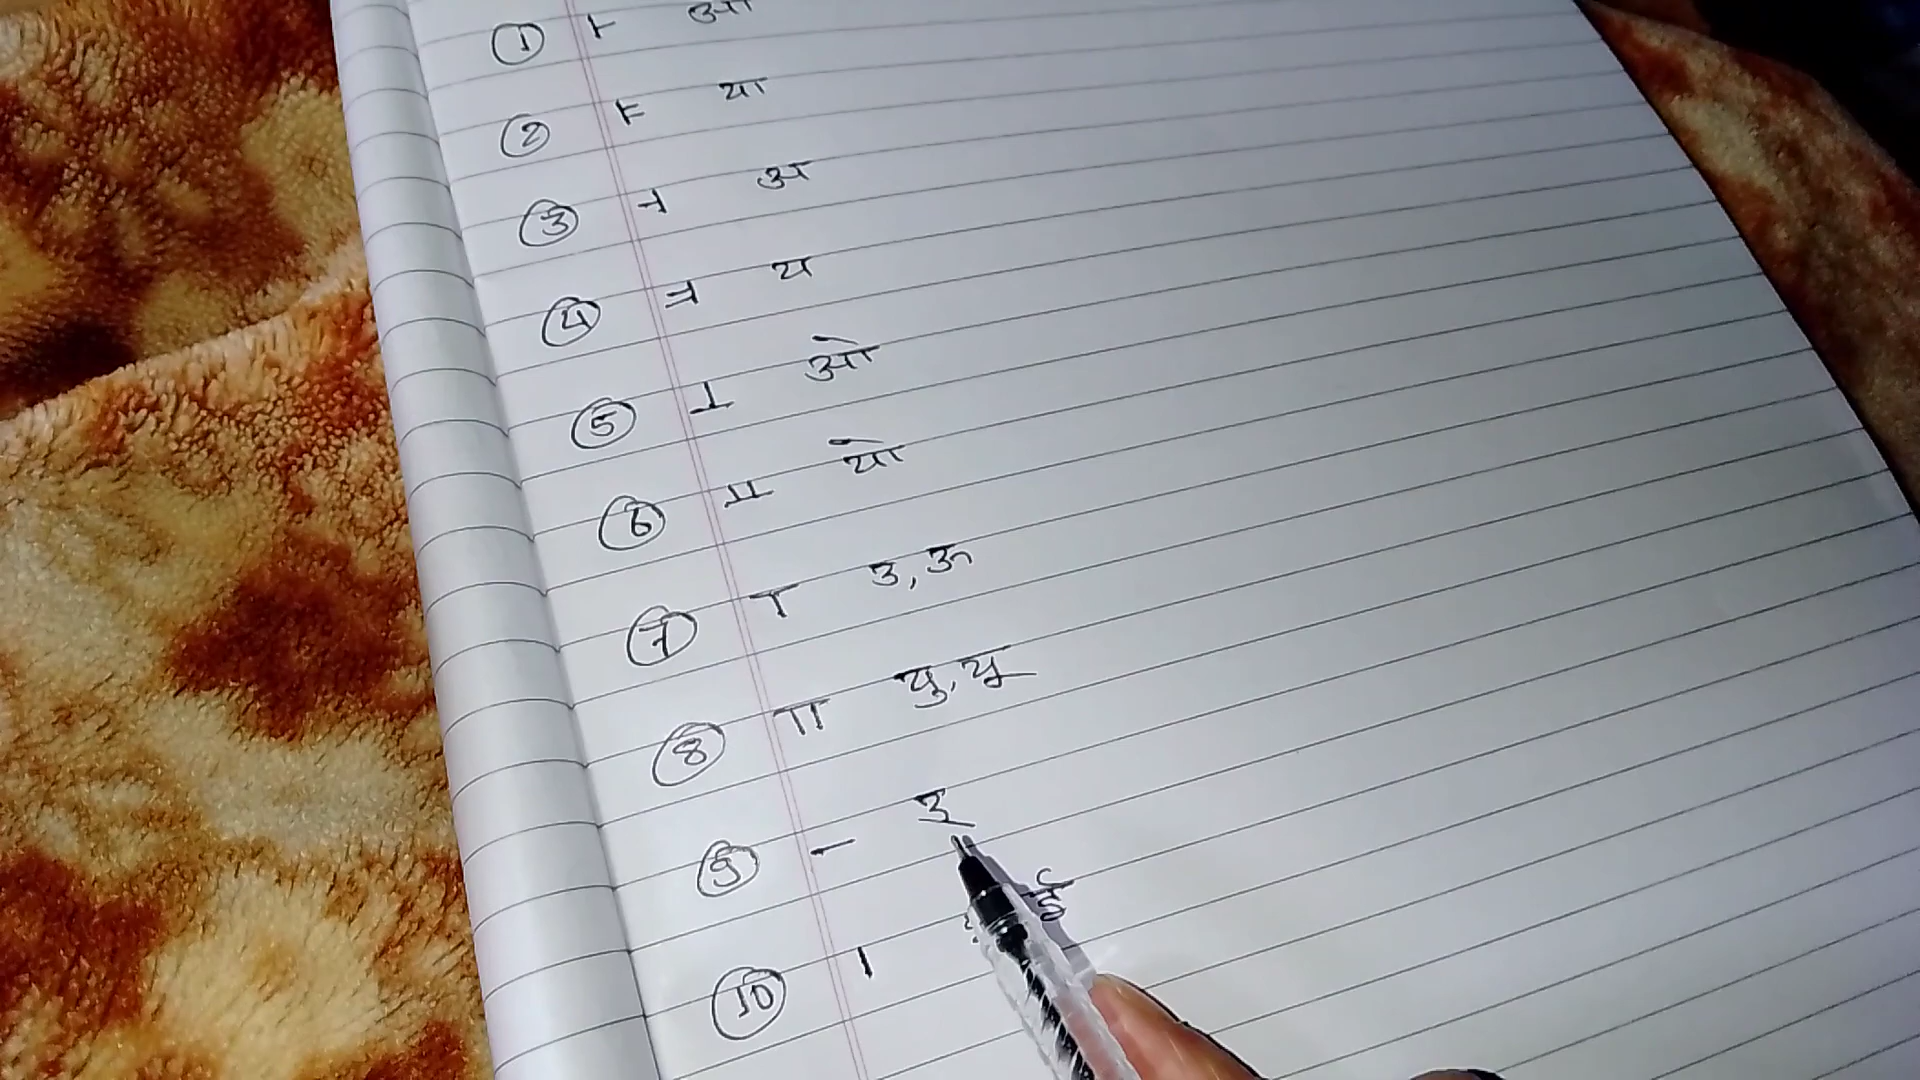 ① ㅏ आ
② ㅑ या
③ ㅓ अ
④ ㅕ य
⑤ ㅗ ओ
⑥ ㅛ यो
⑦ ㅜ उ, ऊ
⑧ ㅠ यु, यू
⑨ ㅡ उ
⑩ ㅣ ई